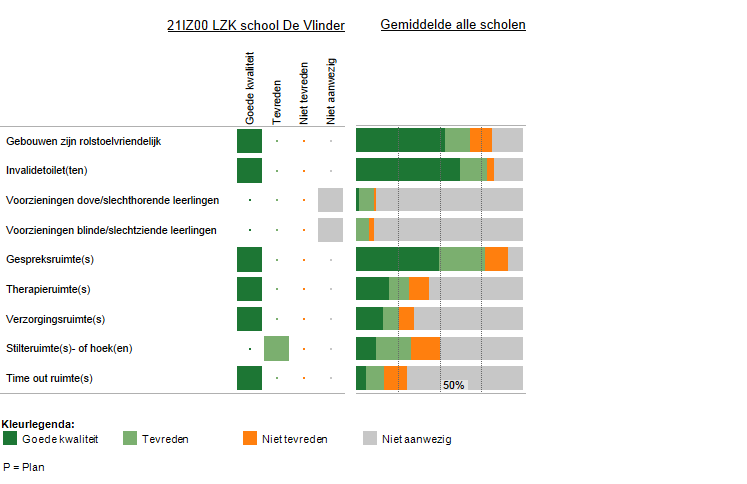 21IZ00 LZK school De Vlinder
Gemiddelde alle scholen
Goede kwaliteit
Tevreden
Niet tevreden
Niet aanwezig
Gebouwen zijn rolstoelvriendelijk
Invalidetoilet(ten)
Voorzieningen dove/slechthorende leerlingen
Voorzieningen blinde/slechtziende leerlingen
Gespreksruimte(s)
Therapieruimte(s)
Verzorgingsruimte(s)
Stilteruimte(s)- of hoek(en)
Time out ruimte(s)
50%
Kleurlegenda:
Goede kwaliteit Tevreden Niet tevreden Niet aanwezig
P = Plan